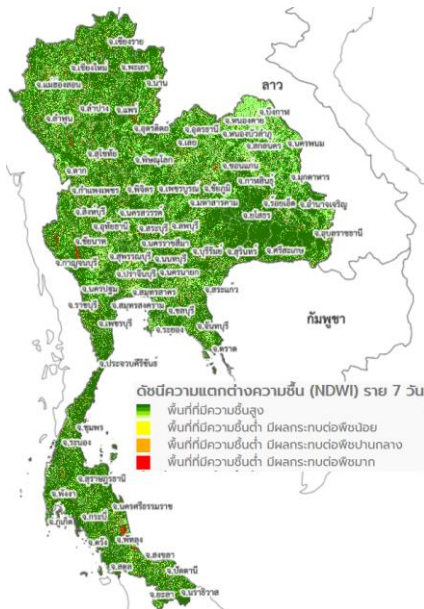 จ.เชียงราย
จ.เชียงใหม่ จ.พะเยา
จ.แม่ฮ่องสอน จ.น่าน
จ.ลำปาง จ.แพร่
จ.ลำพูน
จ.อุตรดิตถ์ จ.อุดรธานี
จ.เลย
ลาว
จ.บึงกาฬ
จ.หนองคาย
จ.หนองบัวลำภู
จ.สกลนคร จ.นครพนม
จ.สุโขทัย จ.พิษณุโลก
จ.ขอนแก่น
จ.ตาก จ.กาฬสินธุ์ จ.มุกดาหาร
จ.กำแพงเพชร จ.พิจิตร จ.เพชรบูรณ์ จ.ชัยภูมิ
จ.มหาสารคาม จ.ร้อยเอ็ด จ.อำนาจเจริญ
จ.สิงห์บุรี จ.นครสวรรค์ จ.ยโสธร
จ.อุทัยธานี จ.สระบุรี จ.ลพบุรี
จ.ชัยนาท จ.นครราชสีมา จ.บุรีรัมย์ จ.สุรินทร์ จ.ศรีสะเกษ จ.อุบลราชธานี
จ.กาญจนบุรี จ.สุพรรณบุรี จ.นนทบุรี
จ.ปราจีนบุรี จ.นครนายก
จ.นครปฐม จ.สมุทรสาคร จ.สระแก้ว
จ.ราชบุรี จ.สมุทรสงคราม จ.ชลบุรี
จ.เพชรบุรี จ.ระยอง จ.จันทบุรี
จ.ตราด
กัมพูชา
จ.ประจวบคีรีขันธ์
ดัชนีความแตกต่างความชื้น (NDWI) ราย 7 วัน
พื้นที่ที่มีความชื้นสูง
พื้นที่ที่มีความชื้นต่ำ มีผลกระทบต่อพืชน้อย
พื้นที่ที่มีความชื้นต่ำ มีผลกระทบต่อพืชปานกลาง
พื้นที่ที่มีความชื้นต่ำ มีผลกระทบต่อพืชมาก
จ.ชุมพร
จ.ระนอง
จ.สุราษฎร์ธานี
จ.พังงา จ.นครศรีธรรมราช
จ.ภูเก็ต จ.กระบี่
จ.ตรัง จ.พัทลุง
จ.สงขลา
จ.สตูล จ.ปัตตานี
จ.ยะลา จ.นราธิวาส